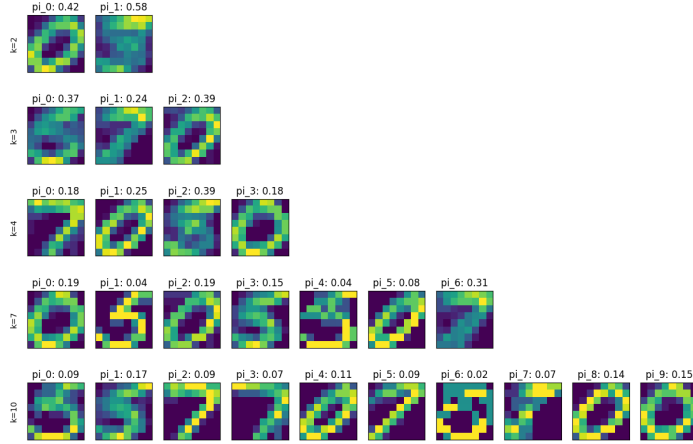 pi_0: 0.42 pi_1: 0.58
k=2
pi_0: 0.37 pi_1: 0.24 pi_2: 0.39
k=3
pi_0: 0.18 pi_1: 0.25 pi_2: 0.39 pi_3: 0.18
k=4
pi_0: 0.19 pi_1: 0.04 pi_2: 0.19 pi_3: 0.15 pi_4: 0.04 pi_5: 0.08 pi_6: 0.31
k=7
pi_0: 0.09 pi_1: 0.17 pi_2: 0.09 pi_3: 0.07 pi_4: 0.11 pi_5: 0.09 pi_6: 0.02 pi_7: 0.07 pi_8: 0.14 pi_9: 0.15
k=10